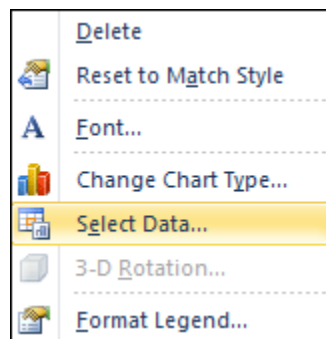 Delete
Reset to Match Style
Font...
Change Chart Type...
Select Data...
3-D Rotation...
Format Legend...